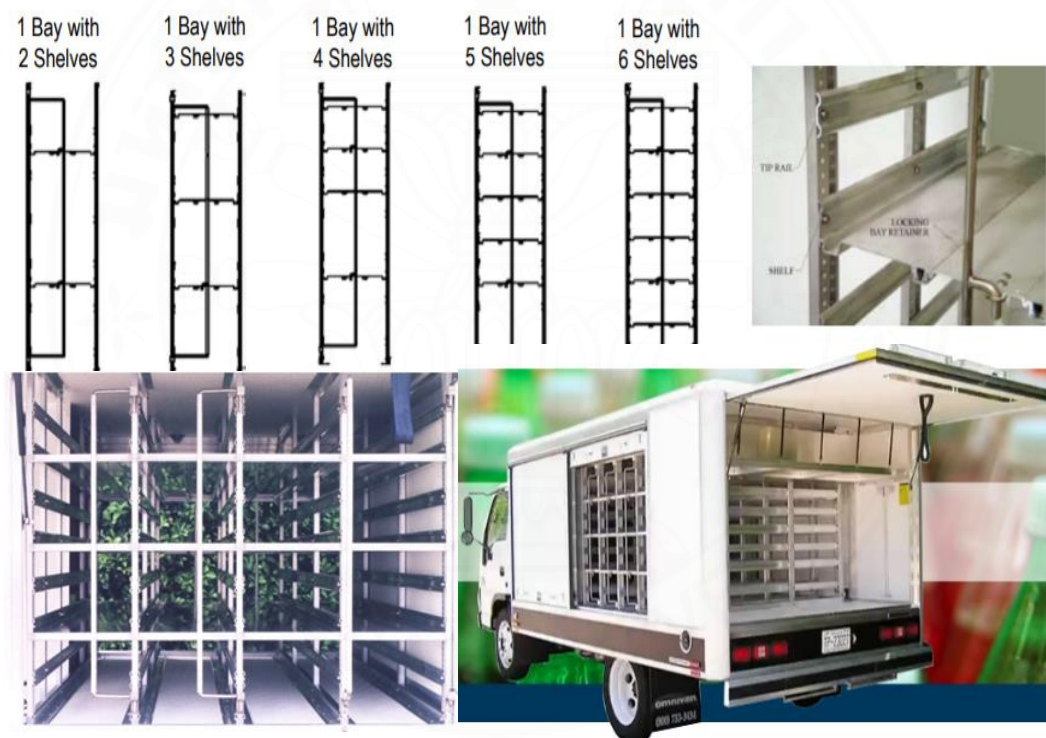 1 Bay with
2 Shelves
1 Bay with
3 Shelves
1 Bay with
4 Shelves
1 Bay with
5 Shelves
1 Bay with
6 Shelves
TIP RAIL
LOCKING
BAY RETAINER
SHELF
omnivan